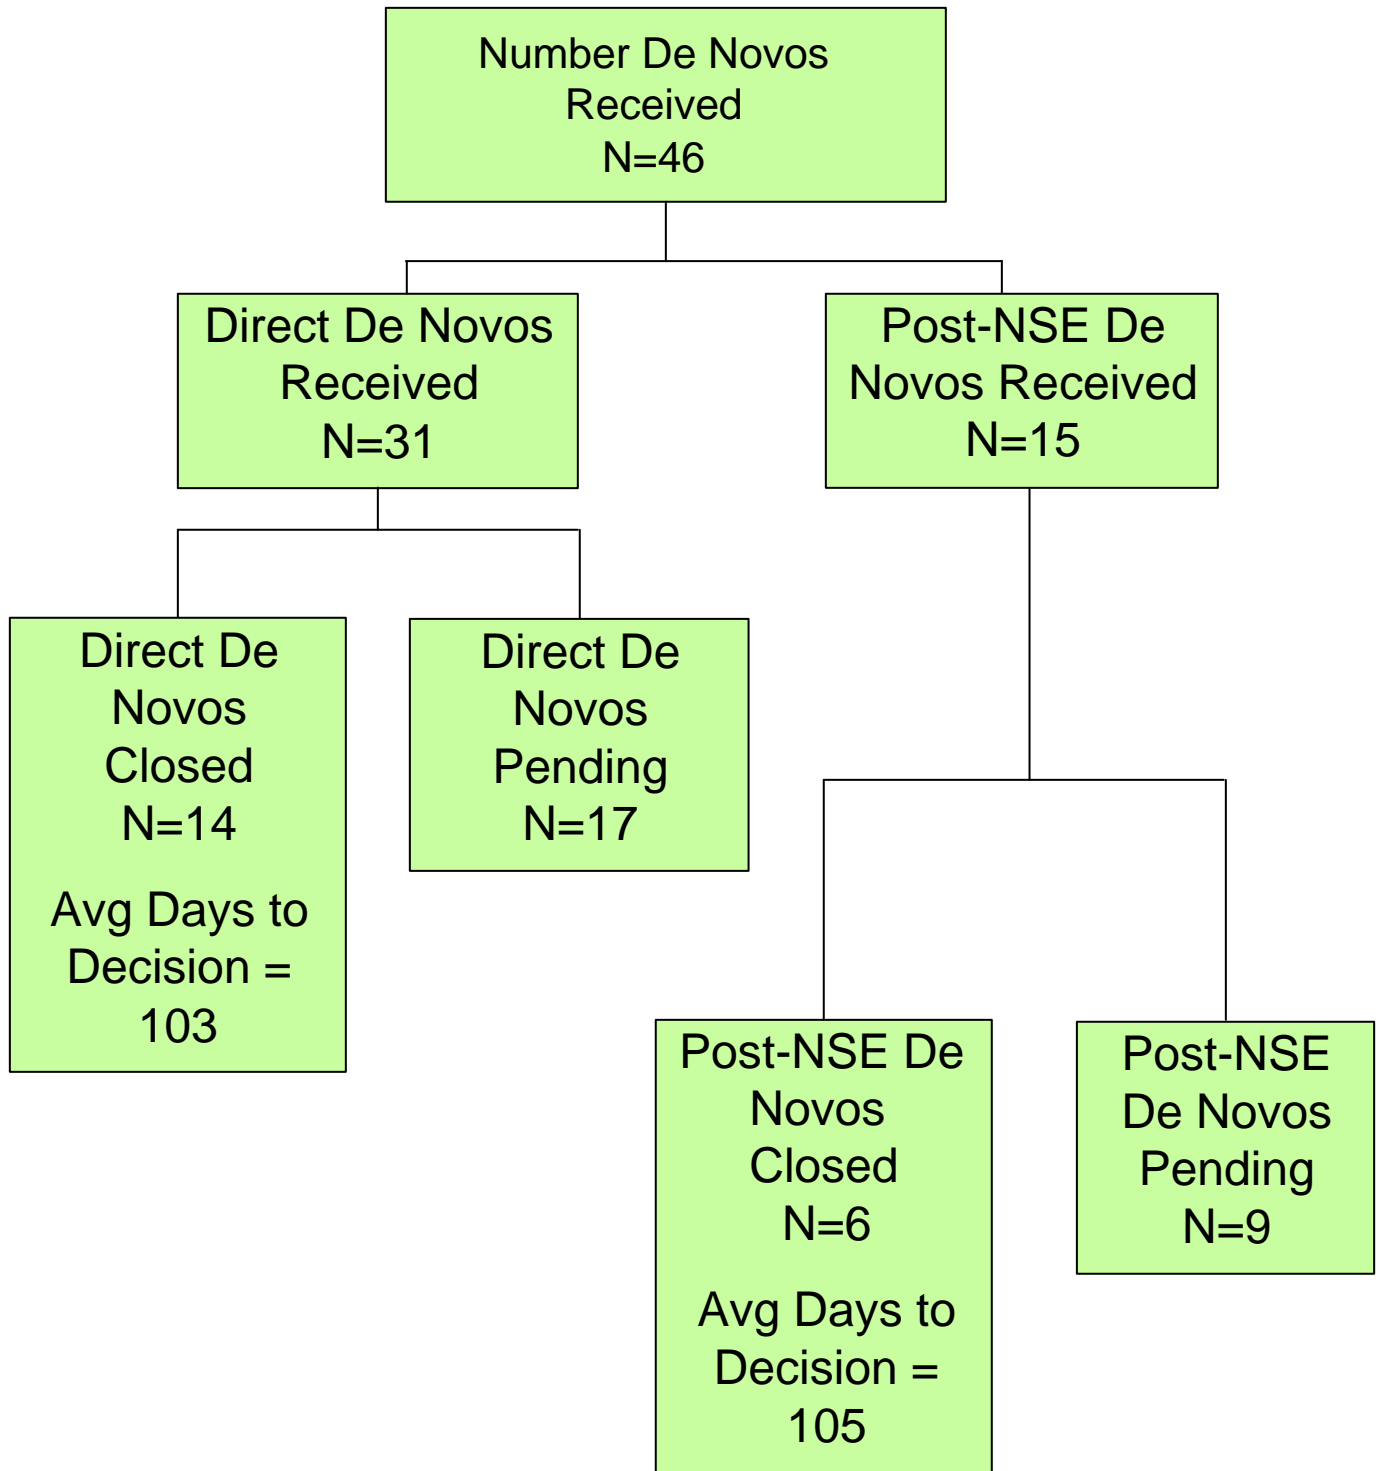 Number De Novos
Received
N=46
Direct De Novos
Received
N=31
Post-NSE De
Novos Received
N=15
Direct De
Novos
Closed
N=14
Avg Days to
Decision =
103
Direct De
Novos
Pending
N=17
Post-NSE De
Novos
Closed
N=6
Avg Days to
Decision =
105
Post-NSE
De Novos
Pending
N=9